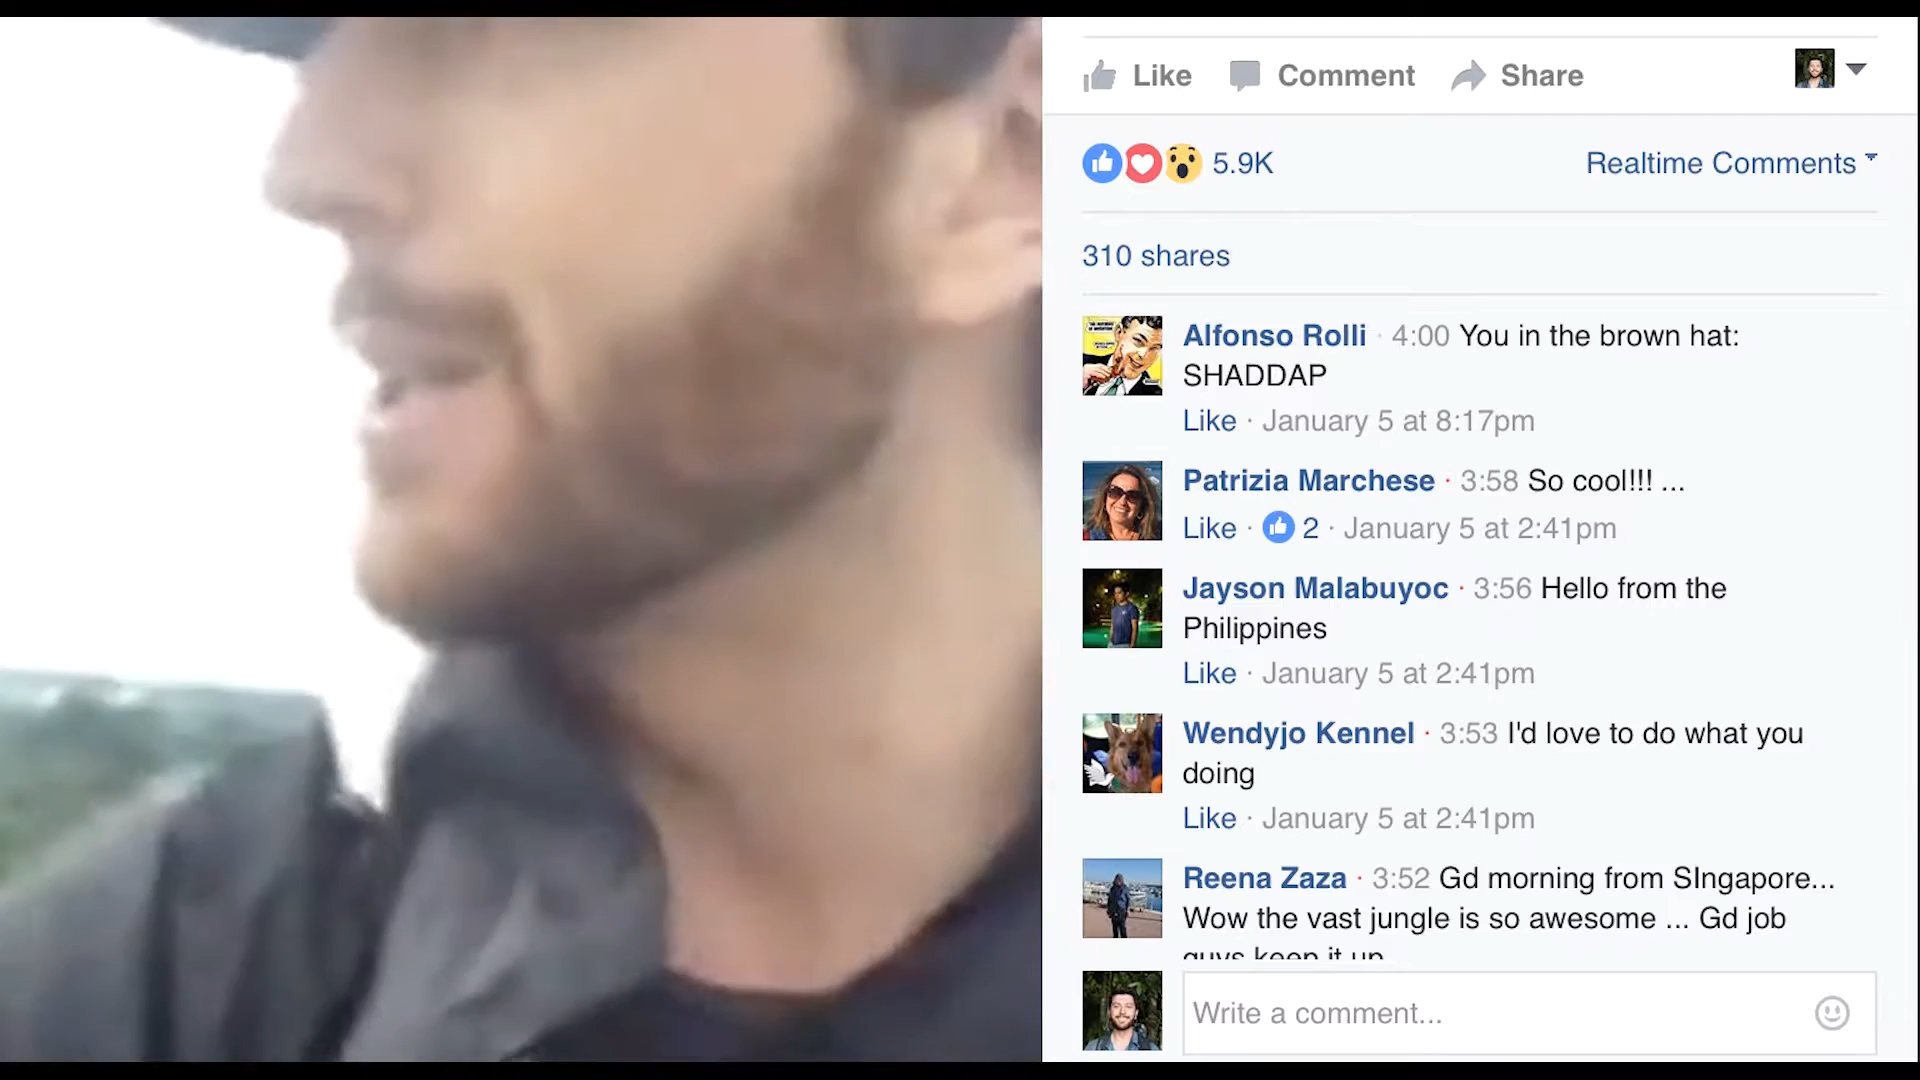 Like Comment Share
5.9K Realtime Comments
310 shares
Alfonso Rolli · 4:00 You in the brown hat:
SHADDAP
Like · January 5 at 8:17pm
Patrizia Marchese · 3:58 So cool!!! ...
Like · 2 · January 5 at 2:41pm
Jayson Malabuyoc · 3:56 Hello from the
Philippines
Like · January 5 at 2:41pm
Wendyjo Kennel · 3:53 I'd love to do what you
doing
Like · January 5 at 2:41pm
Reena Zaza · 3:52 Gd morning from SIngapore...
Wow the vast jungle is so awesome ... Gd job
guys keep it up
Write a comment...